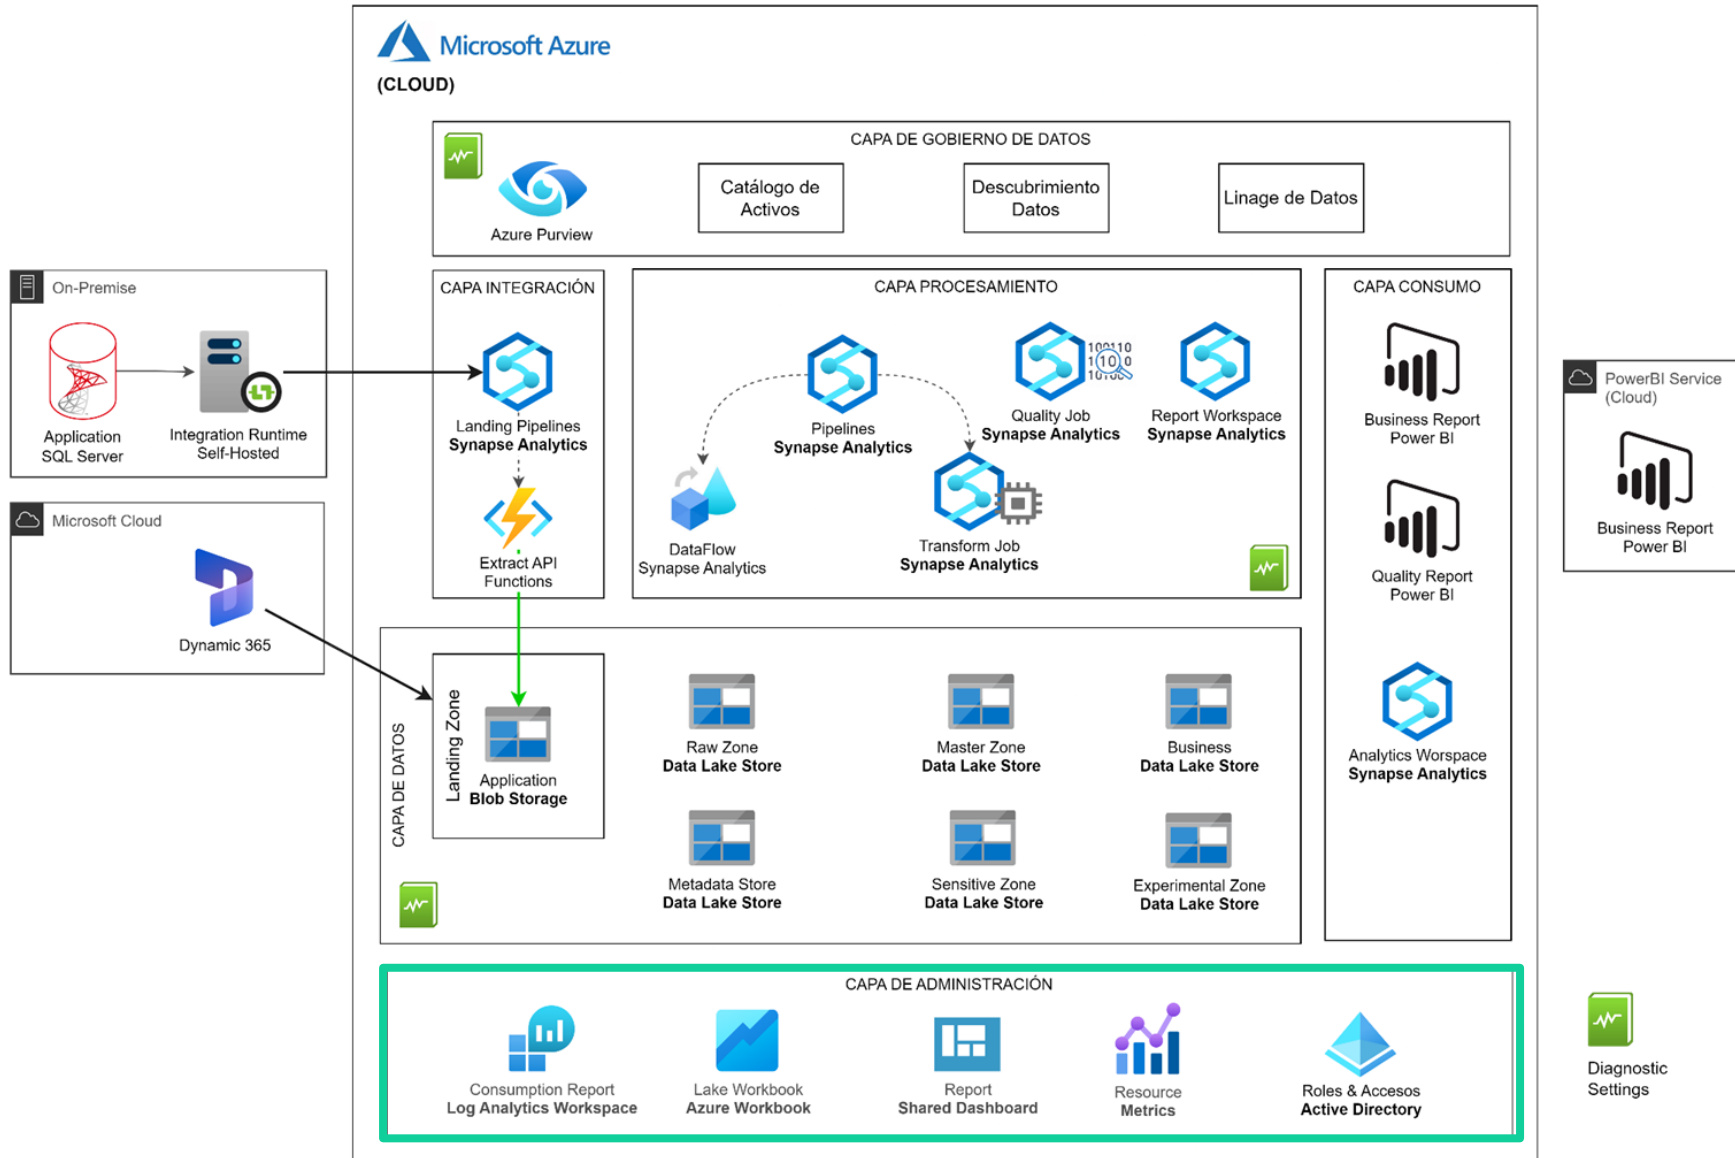 Microsoft Azure
(CLOUD)
CAPA DE GOBIERNO DE DATOS
Azure Purview
Catálogo de
Activos
Descubrimiento
Datos
Linage de Datos
On-Premise
Application
SQL Server
Integration Runtime
Self-Hosted
Microsoft Cloud
Dynamic 365
CAPA INTEGRACIÓN
Landing Pipelines
Synapse Analytics
Extract API
Functions
CAPA PROCESAMIENTO
Pipelines
Synapse Analytics
Quality Job
Synapse Analytics
Report Workspace
Synapse Analytics
DataFlow
Synapse Analytics
Transform Job
Synapse Analytics
CAPA CONSUMO
Business Report
Power BI
Quality Report
Power BI
Analytics Worspace
Synapse Analytics
PowerBI Service
(Cloud)
Business Report
Power BI
CAPA DE DATOS
Landing Zone
Application
Blob Storage
Raw Zone
Data Lake Store
Master Zone
Data Lake Store
Business
Data Lake Store
Metadata Store
Data Lake Store
Sensitive Zone
Data Lake Store
Experimental Zone
Data Lake Store
CAPA DE ADMINISTRACIÓN
Consumption Report
Log Analytics Workspace
Lake Workbook
Azure Workbook
Report
Shared Dashboard
Resource
Metrics
Roles & Accesos
Active Directory
Diagnostic
Settings